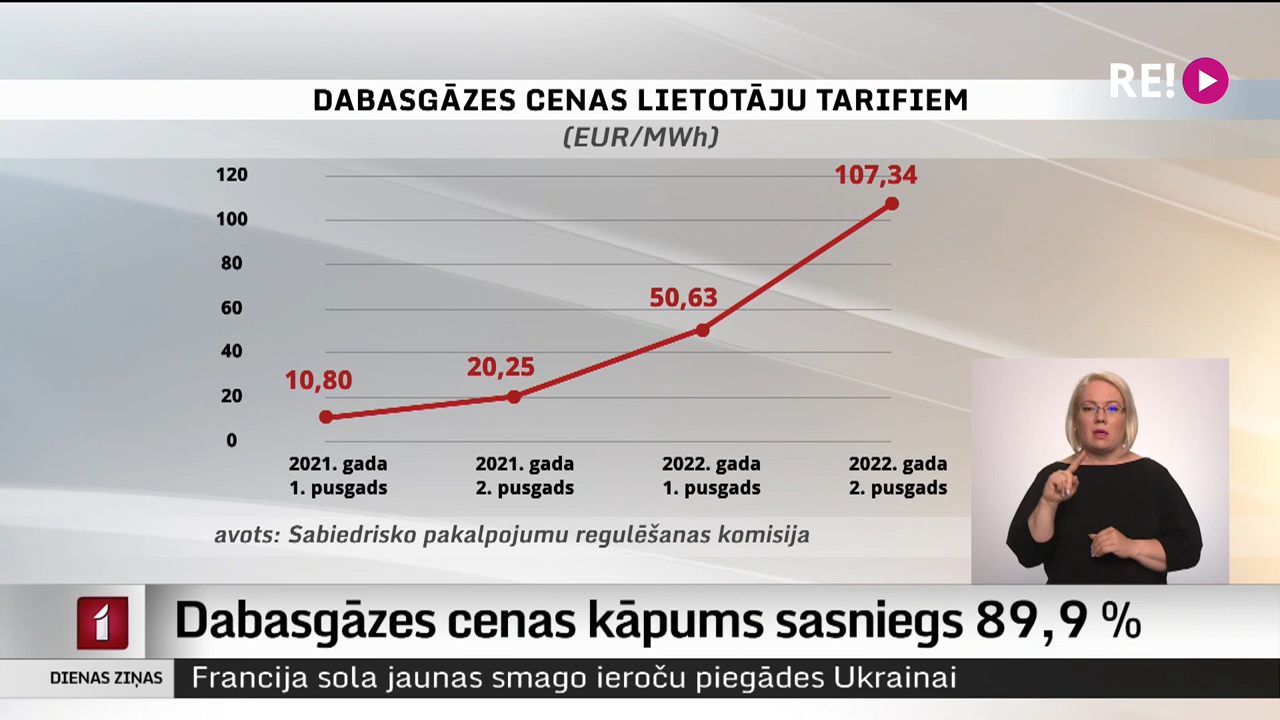 RE!
DABASGĀZES CENAS LIETOTĀJU TARIFIEM
(EUR/MWh)
120
100
80
60
40
20
0
10,80
20,25
50,63
107,34
2021. gada
1. pusgads
2021. gada
2. pusgads
2022. gada
1. pusgads
2022. gada
2. pusgads
avots: Sabiedrisko pakalpojumu regulēšanas komisija
1
Dabasgāzes cenas kāpums sasniegs 89,9 %
DIENAS ZIŅAS
Francija sola jaunas smago ieroču piegādes Ukrainai